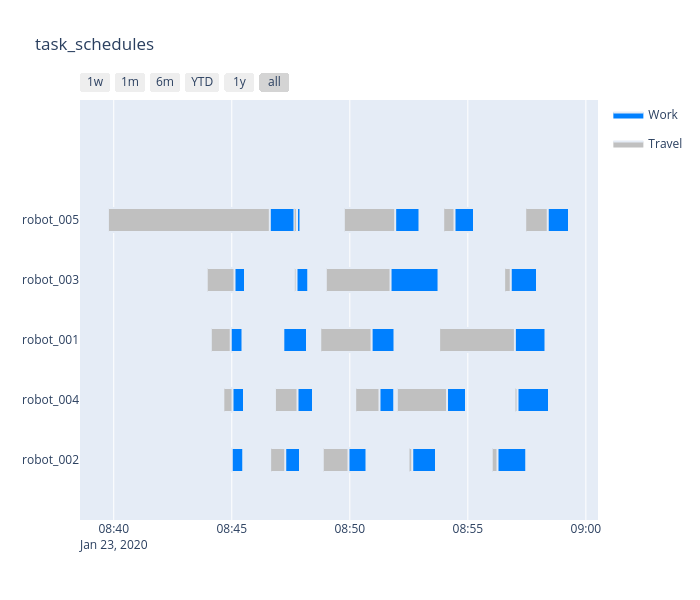 task_schedules
1w 1m 6m YTD 1y all
Work
Travel
robot_005
robot_003
robot_001
robot_004
robot_002
08:40 08:45 08:50 08:55 09:00
Jan 23, 2020